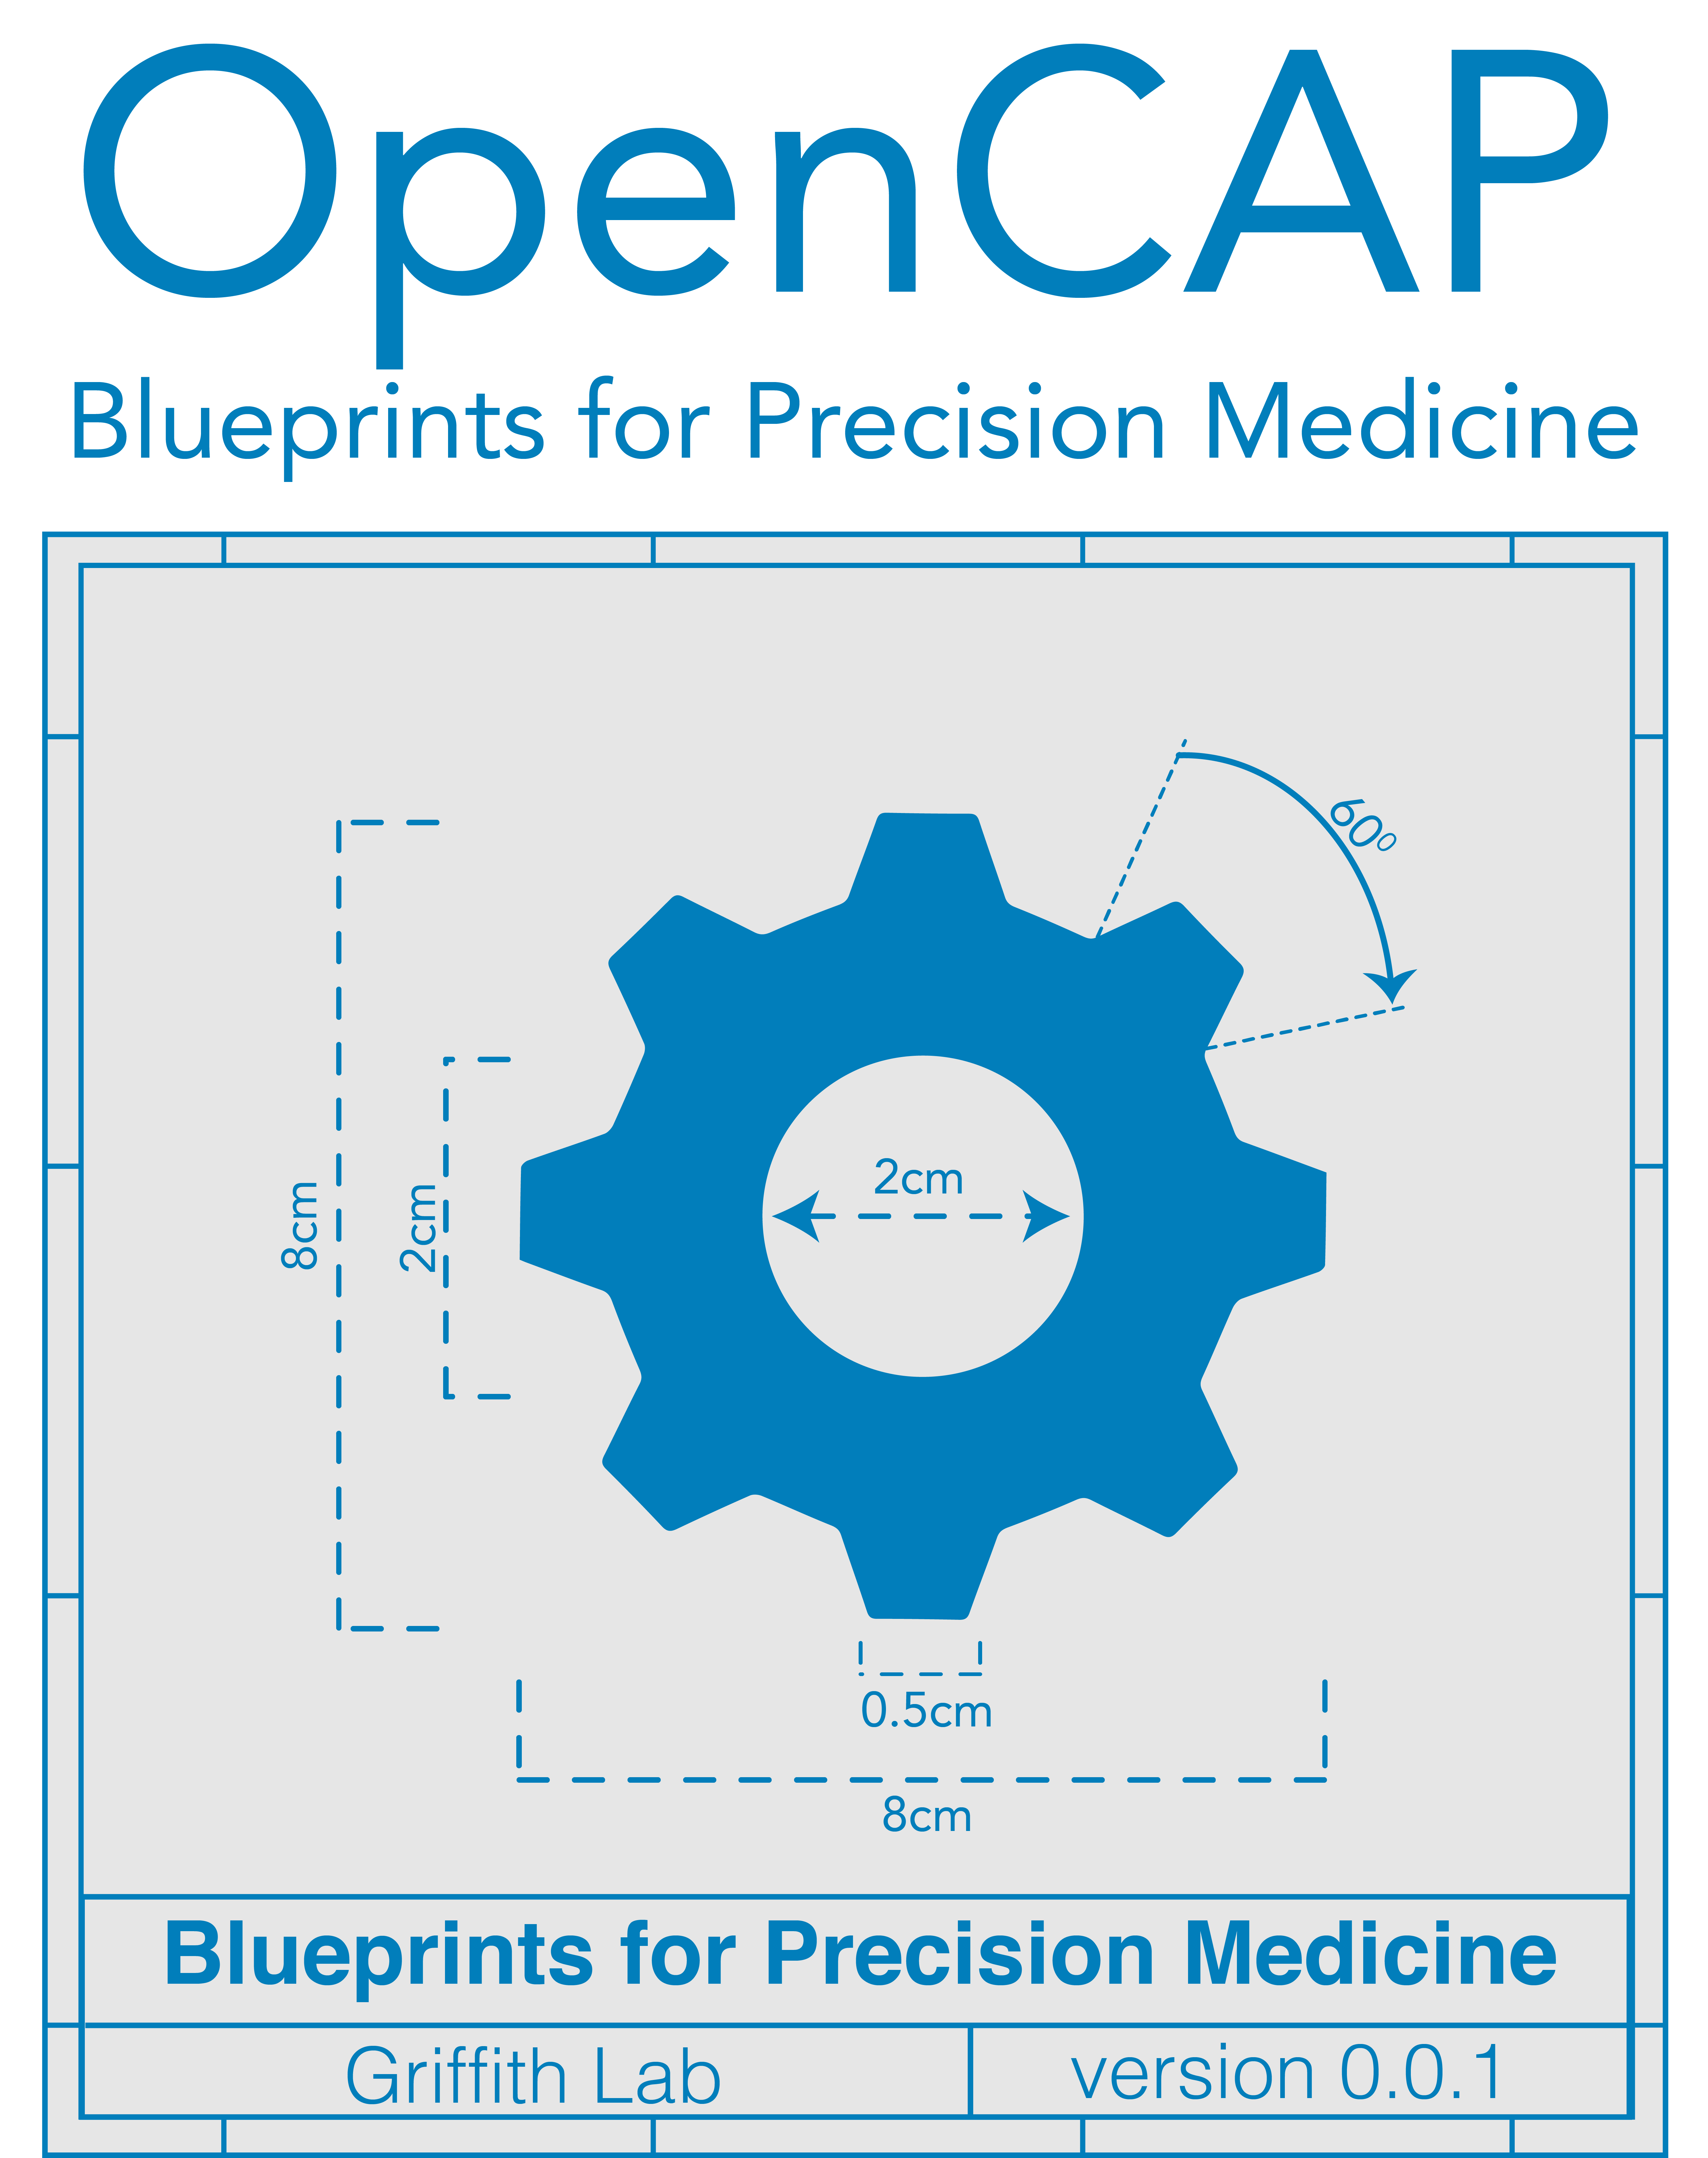 OpenCAP
Blueprints for Precision Medicine
60⁰
8cm
2cm
2cm
0.5cm
8cm
Blueprints for Precision Medicine
Griffith Lab
version 0.0.1